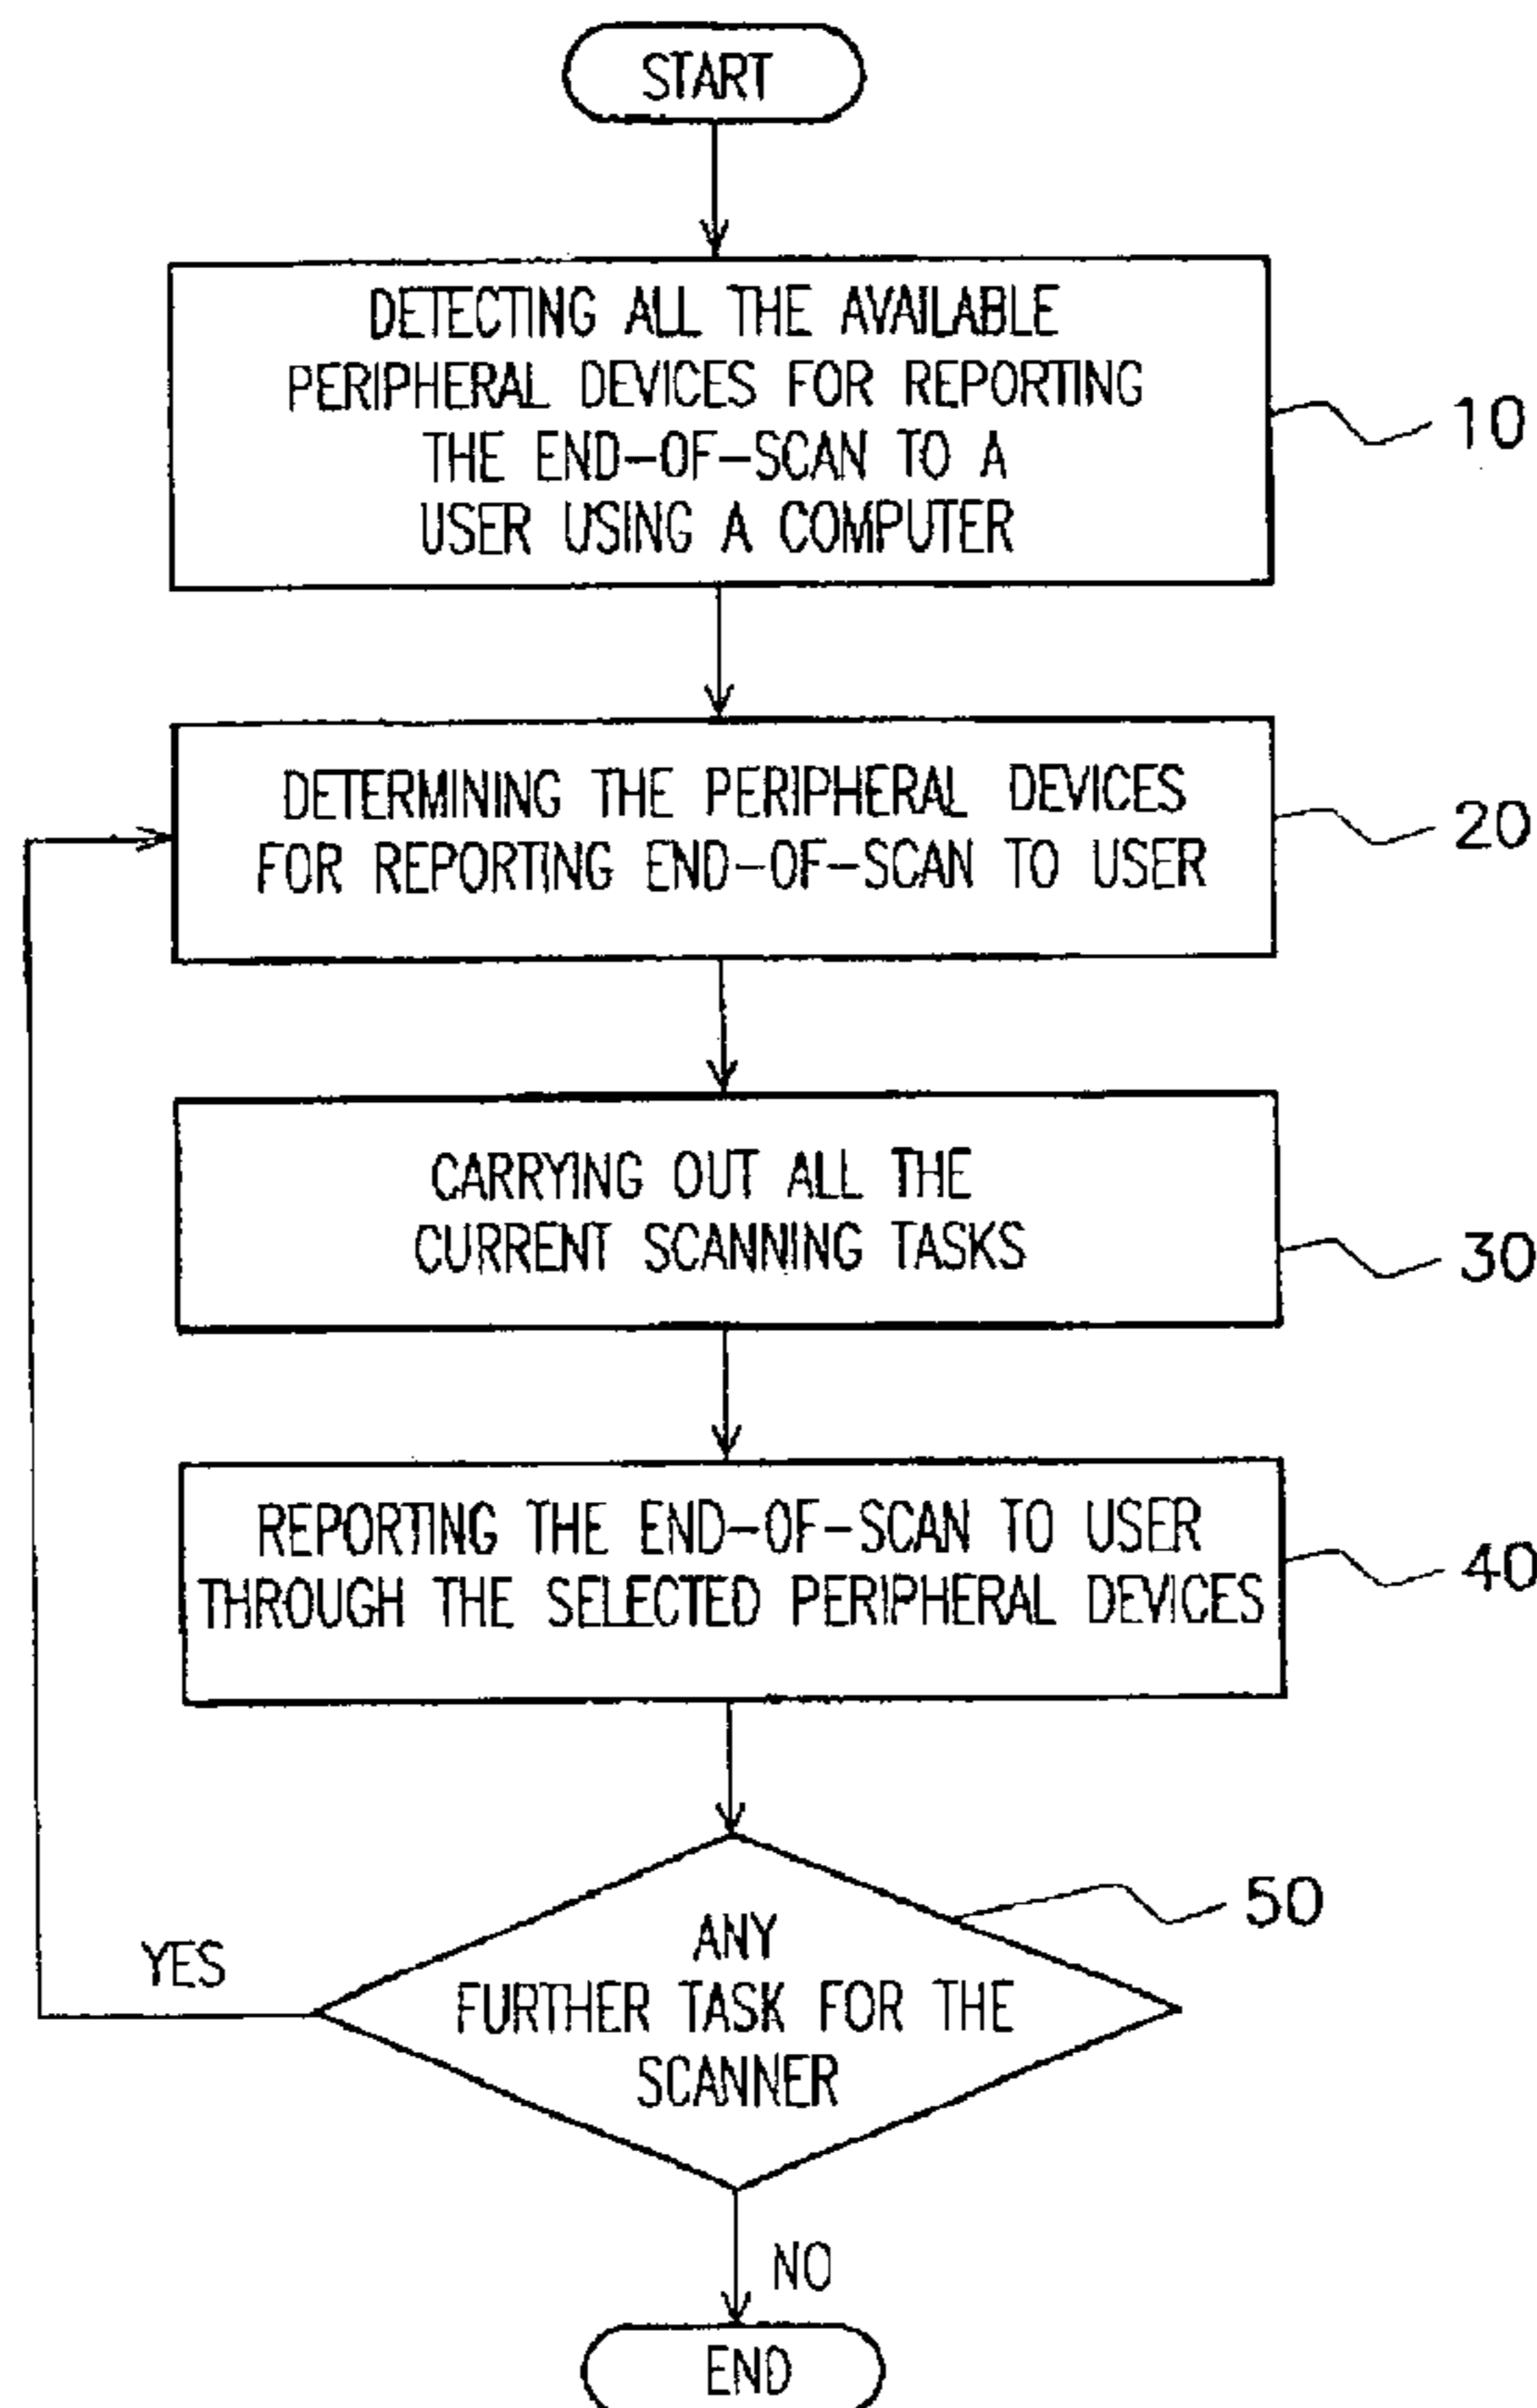 START
DETECTING ALL THE AVAILABLE
PERIPHERAL DEVICES FOR REPORTING
THE END-OF-SCAN TO A
USER USING A COMPUTER
10
DETERMINING THE PERIPHERAL DEVICES
FOR REPORTING END-OF-SCAN TO USER
20
CARRYING OUT ALL THE
CURRENT SCANNING TASKS
30
REPORTING THE END-OF-SCAN TO USER
THROUGH THE SELECTED PERIPHERAL DEVICES
40
50
ANY
FURTHER TASK FOR THE
SCANNER
YES
NO
END